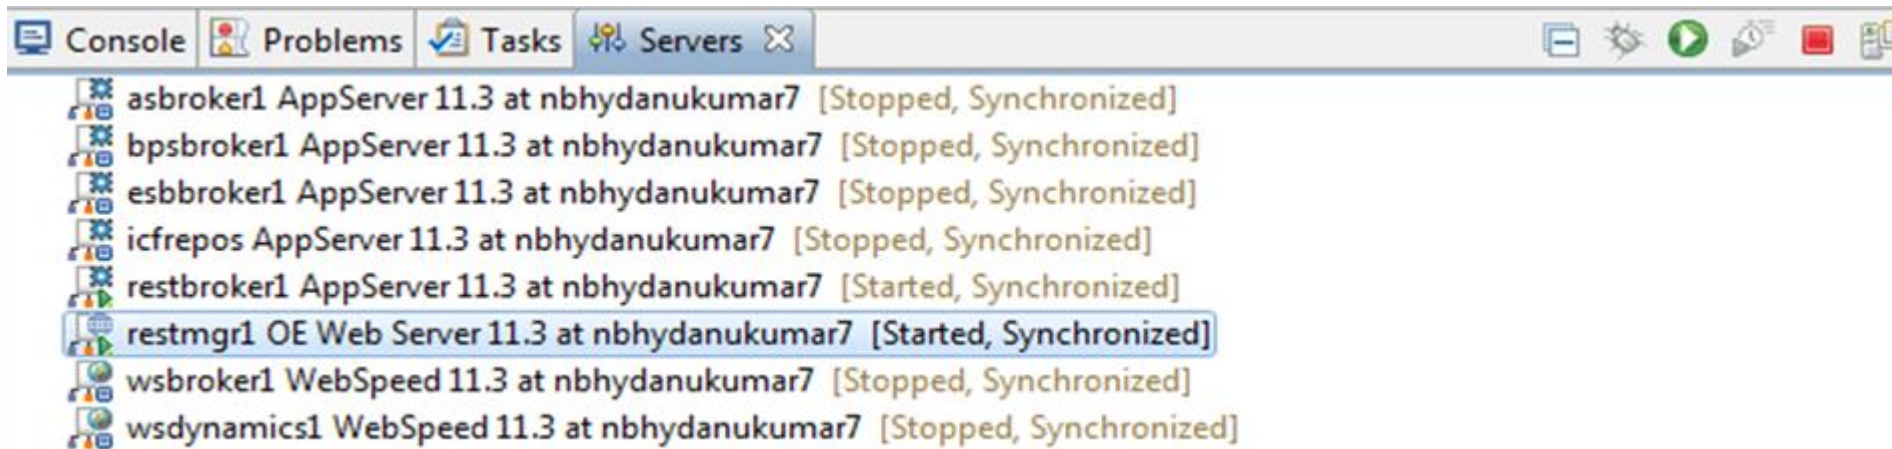 Console Problems Tasks Servers
asbroker1 AppServer 11.3 at nbhydanukumar7 [Stopped, Synchronized]
bpsbroker1 AppServer 11.3 at nbhydanukumar7 [Stopped, Synchronized]
esbbroker1 AppServer 11.3 at nbhydanukumar7 [Stopped, Synchronized]
icfrepos AppServer 11.3 at nbhydanukumar7 [Stopped, Synchronized]
restbroker1 AppServer 11.3 at nbhydanukumar7 [Started, Synchronized]
restmgr1 OE Web Server 11.3 at nbhydanukumar7 [Started, Synchronized]
wsbroker1 WebSpeed 11.3 at nbhydanukumar7 [Stopped, Synchronized]
wsdynamics1 WebSpeed 11.3 at nbhydanukumar7 [Stopped, Synchronized]